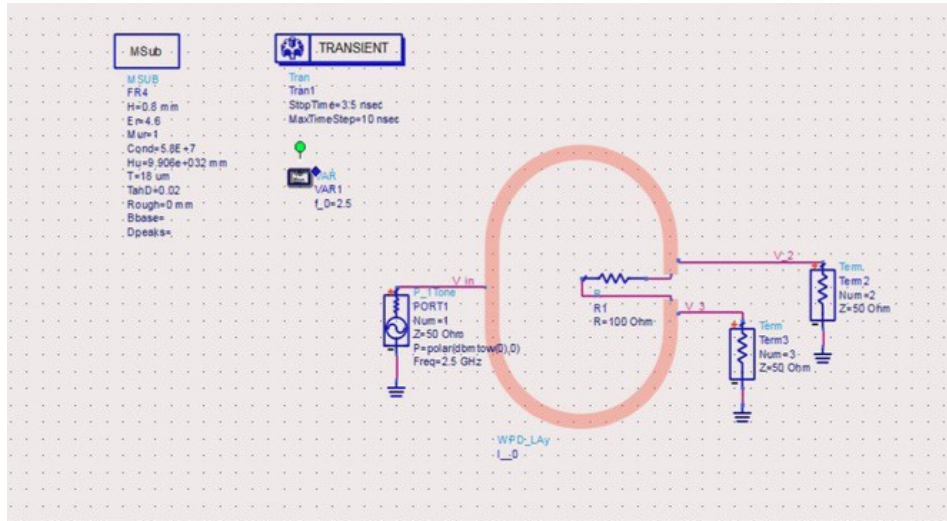 MSub
TRANSIENT
MSUB
FR4
H=0.8 mm
Er=4.6
Mur=1
Cond=5.8E+7
Hu=9.906e+032 mm
T=18 um
TanD=0.02
Rough=0 mm
Bbase=
Dpeaks=
Tran
Tran1
StopTime=3.5 nsec
MaxTimeStep=10 nsec
VAR
VAR1
f_0=2.5
V_in
P_1Tone
PORT1
Num=1
Z=50 Ohm
P=polar(dbmtow(0),0)
Freq=2.5 GHz
R
R1
R=100 Ohm
V_2
V_3
Term
Term2
Num=2
Z=50 Ohm
Term
Term3
Num=3
Z=50 Ohm
WPD_LAy
I__0